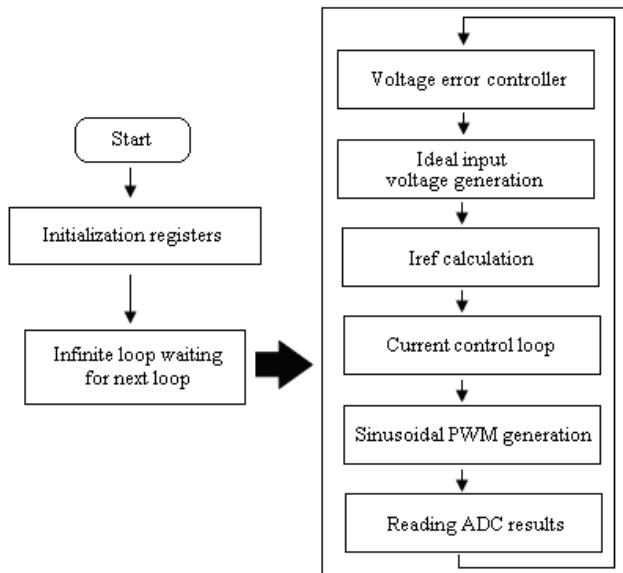 Start
Initialization registers
Infinite loop waiting
for next loop
Voltage error controller
Ideal input
voltage generation
Iref calculation
Current control loop
Sinusoidal PWM generation
Reading ADC results